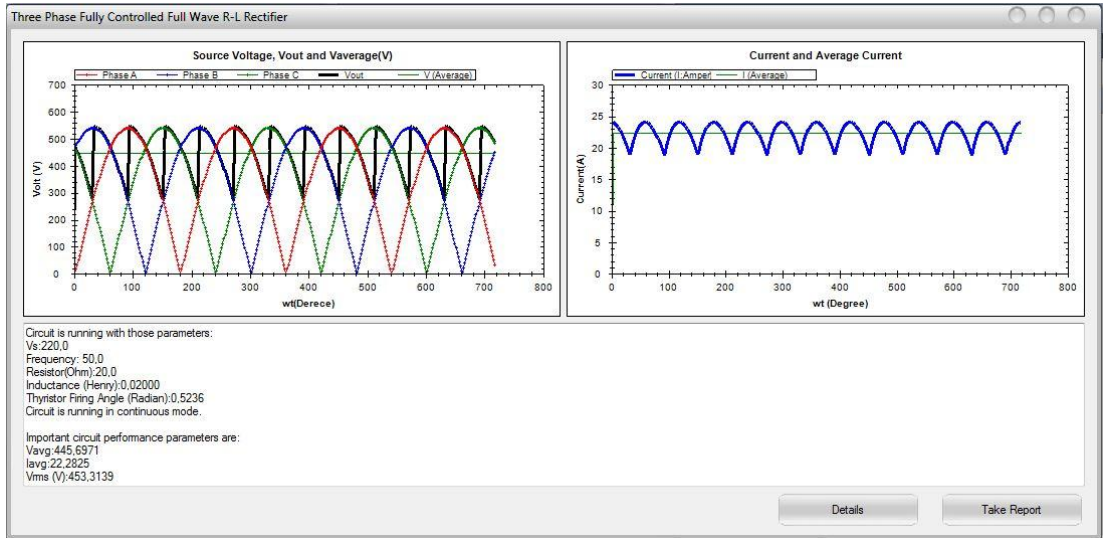 Three Phase Fully Controlled Full Wave R-L Rectifier
Source Voltage, Vout and Vaverage(V)
Phase A Phase B Phase C Vout V (Average)
700
600
500
400
300
200
100
0
Volt (V)
0 100 200 300 400 500 600 700 800
wt(Derece)
Current and Average Current
Current (I:Amper) I (Average)
30
25
20
15
10
5
0
Current(A)
0 100 200 300 400 500 600 700 800
wt (Degree)
Circuit is running with those parameters:
Vs:220,0
Frequency: 50,0
Resistor(Ohm):20,0
Inductance (Henry):0,02000
Thyristor Firing Angle (Radian):0,5236
Circuit is running in continuous mode.
Important circuit performance parameters are:
Vavg:445,6971
Iavg:22,2825
Vrms (V):453,3139
Details Take Report